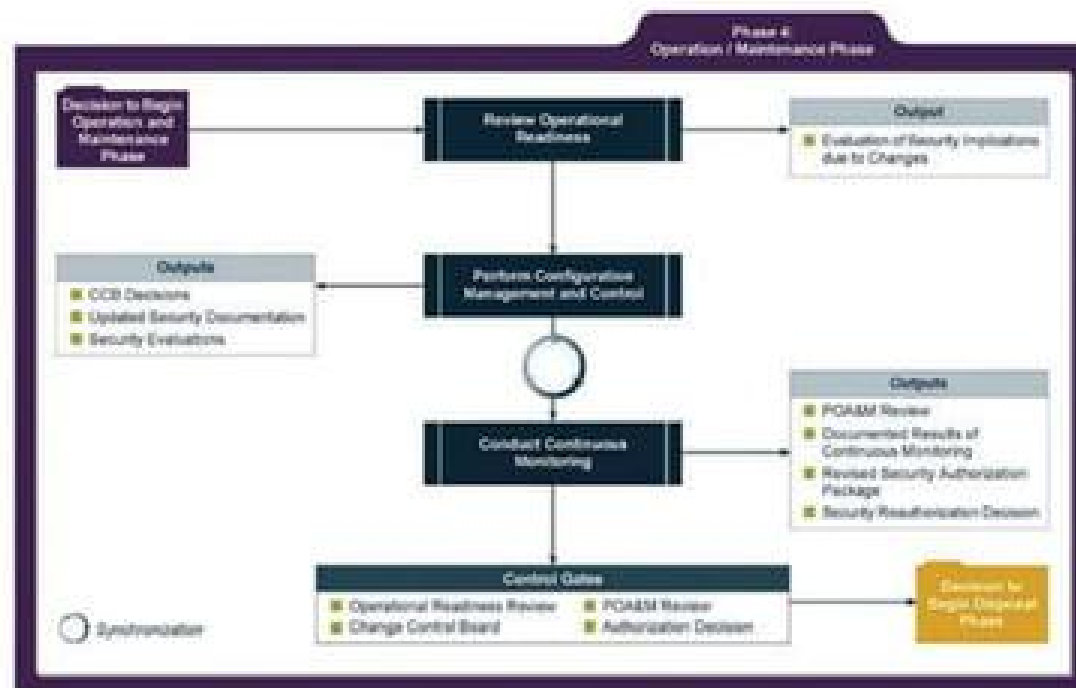 Phase 4:
Operation / Maintenance Phase
Decision to Begin
Operation and
Maintenance
Phase
Review Operational
Readiness
Output
Evaluation of Security Implications
due to Changes
Outputs
CCB Decisions
Updated Security Documentation
Security Evaluations
Perform Configuration
Management and Control
Outputs
POA&M Review
Documented Results of
Continuous Monitoring
Revised Security Authorization
Package
Security Reauthorization Decision
Conduct Continuous
Monitoring
Control Gates
Operational Readiness Review
POA&M Review
Change Control Board
Authorization Decision
Decision to
Begin Disposal
Phase
Synchronization